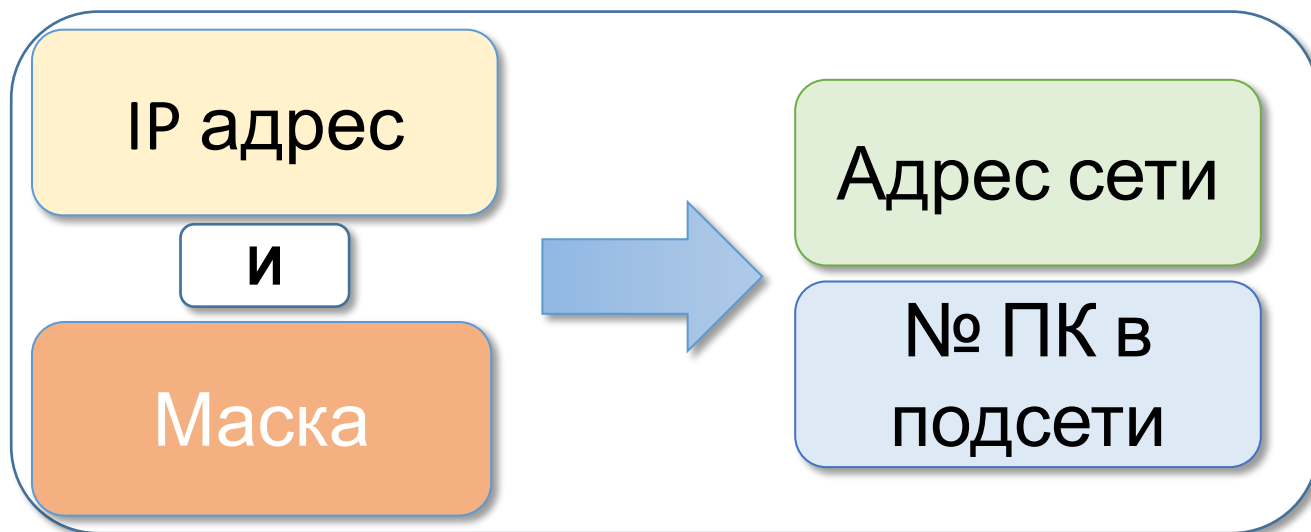 IP адрес
и
Маска
Адрес сети
№ ПК в
подсети